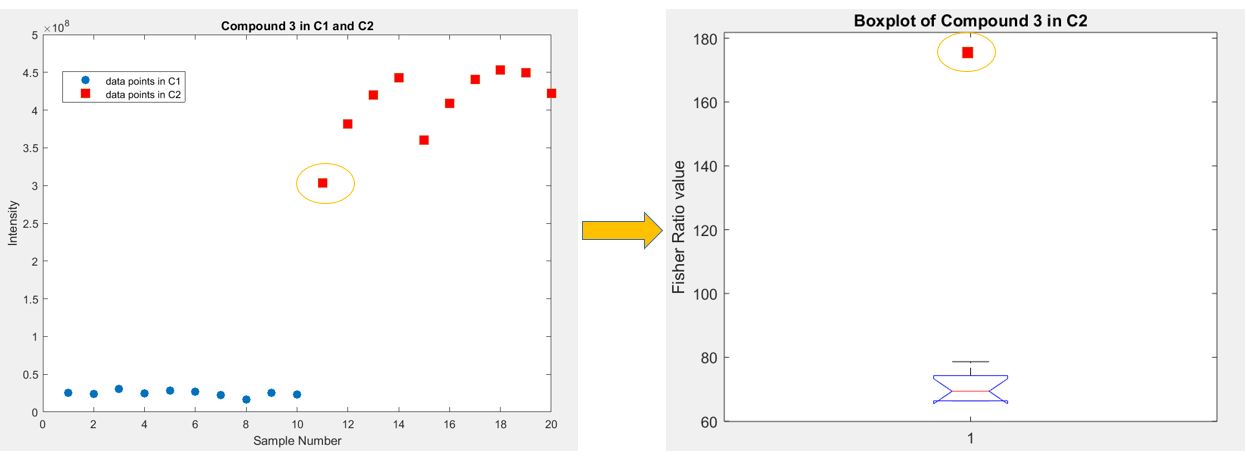 Compound 3 in C1 and C2
×10⁸
5
4.5
4
3.5
3
2.5
2
1.5
1
0.5
0
Intensity
data points in C1
data points in C2
0 2 4 6 8 10 12 14 16 18 20
Sample Number
Boxplot of Compound 3 in C2
180
160
140
120
100
80
60
Fisher Ratio value
1